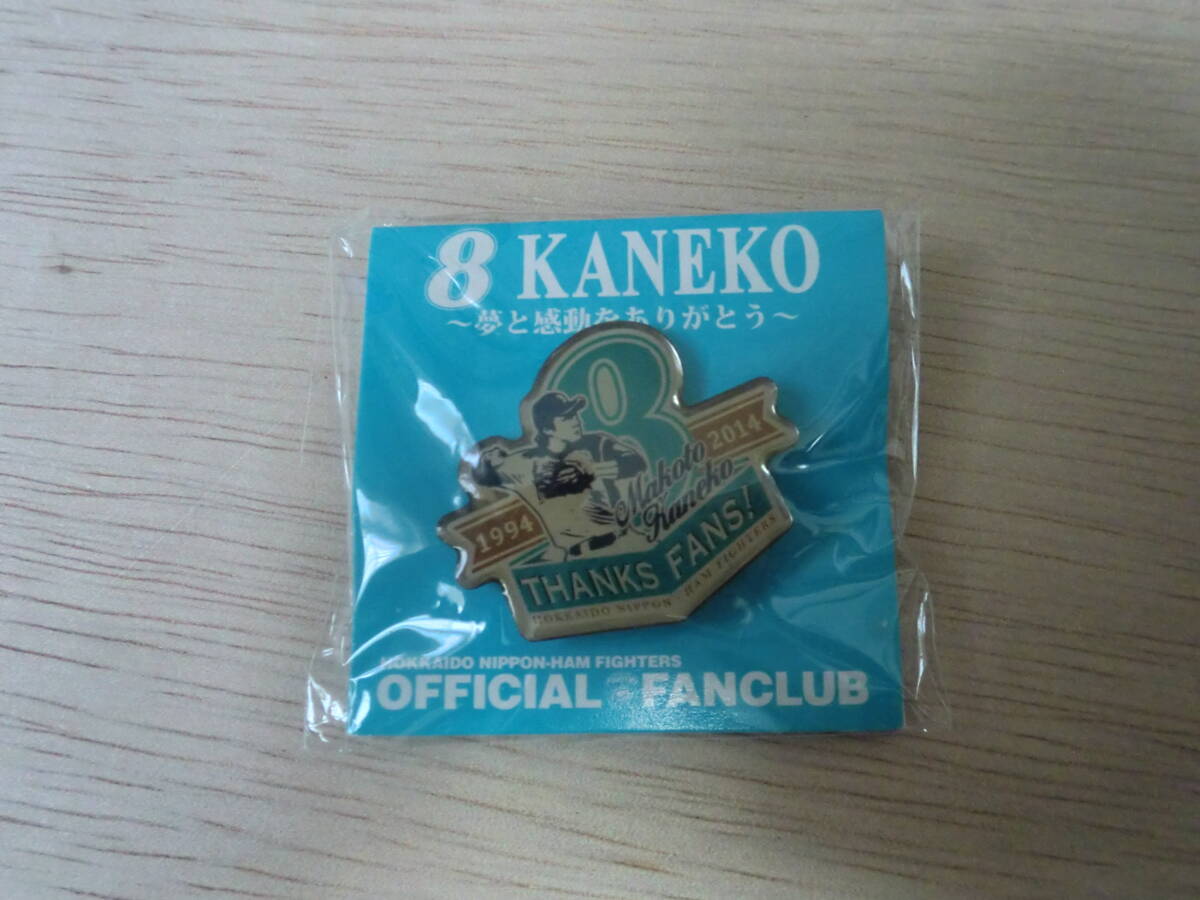 8 KANEKO
～夢と感動をありがとう～
8
2014
Makoto
Kaneko
1994
THANKS FANS!
HOKKAIDO NIPPON HAM FIGHTERS
HOKKAIDO NIPPON-HAM FIGHTERS
OFFICIAL FANCLUB